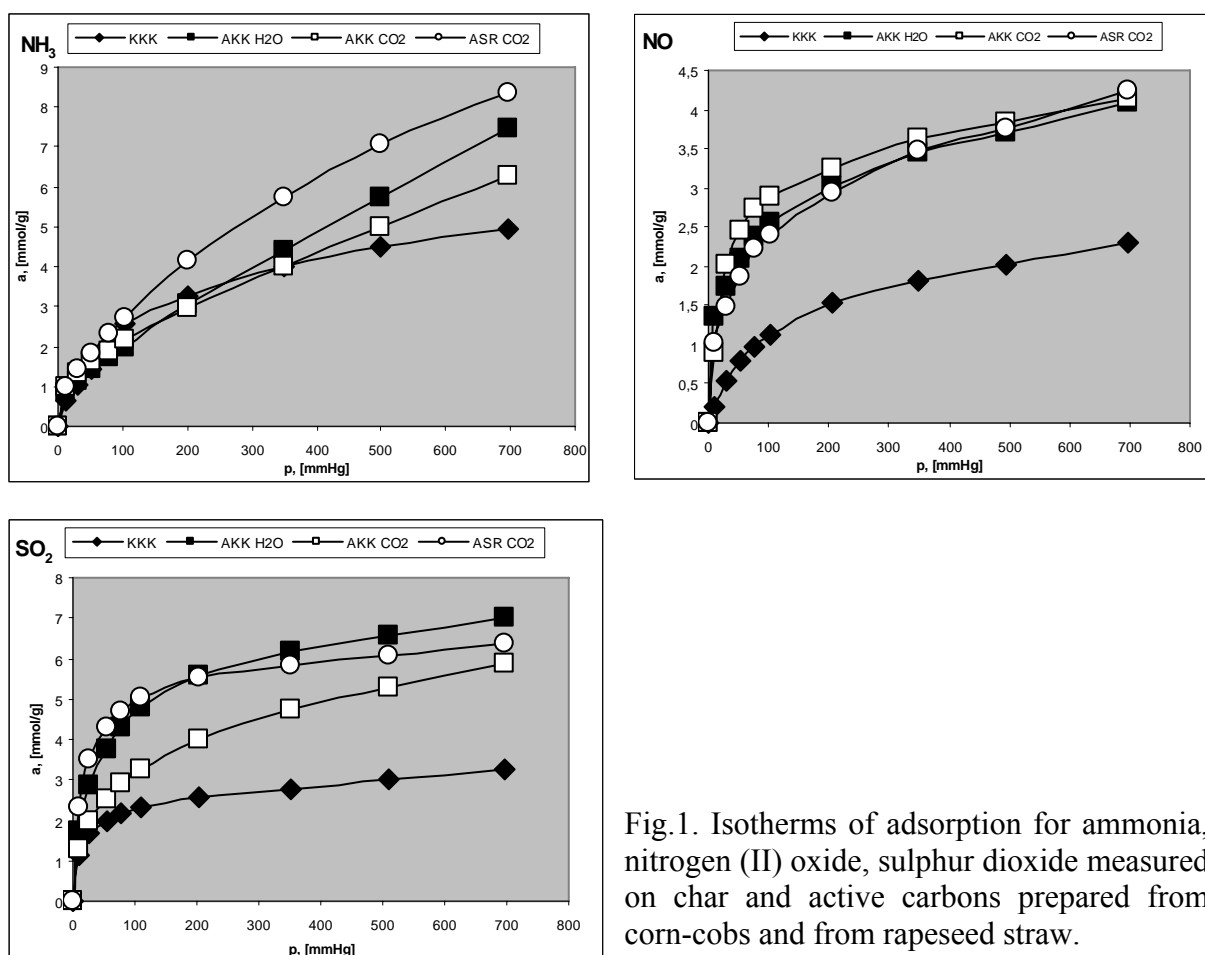 NH3
KKK AKK H2O AKK CO2 ASR CO2
9
8
7
6
5
4
3
2
1
0
a, [mmol/g]
0 100 200 300 400 500 600 700 800
p, [mmHg]
NO
KKK AKK H2O AKK CO2 ASR CO2
4,5
4
3,5
3
2,5
2
1,5
1
0,5
0
a, [mmol/g]
0 100 200 300 400 500 600 700 800
p, [mmHg]
SO2
KKK AKK H2O AKK CO2 ASR CO2
8
7
6
5
4
3
2
1
0
a, [mmol/g]
0 100 200 300 400 500 600 700 800
p, [mmHg]
Fig.1. Isotherms of adsorption for ammonia,
nitrogen (II) oxide, sulphur dioxide measured
on char and active carbons prepared from
corn-cobs and from rapeseed straw.